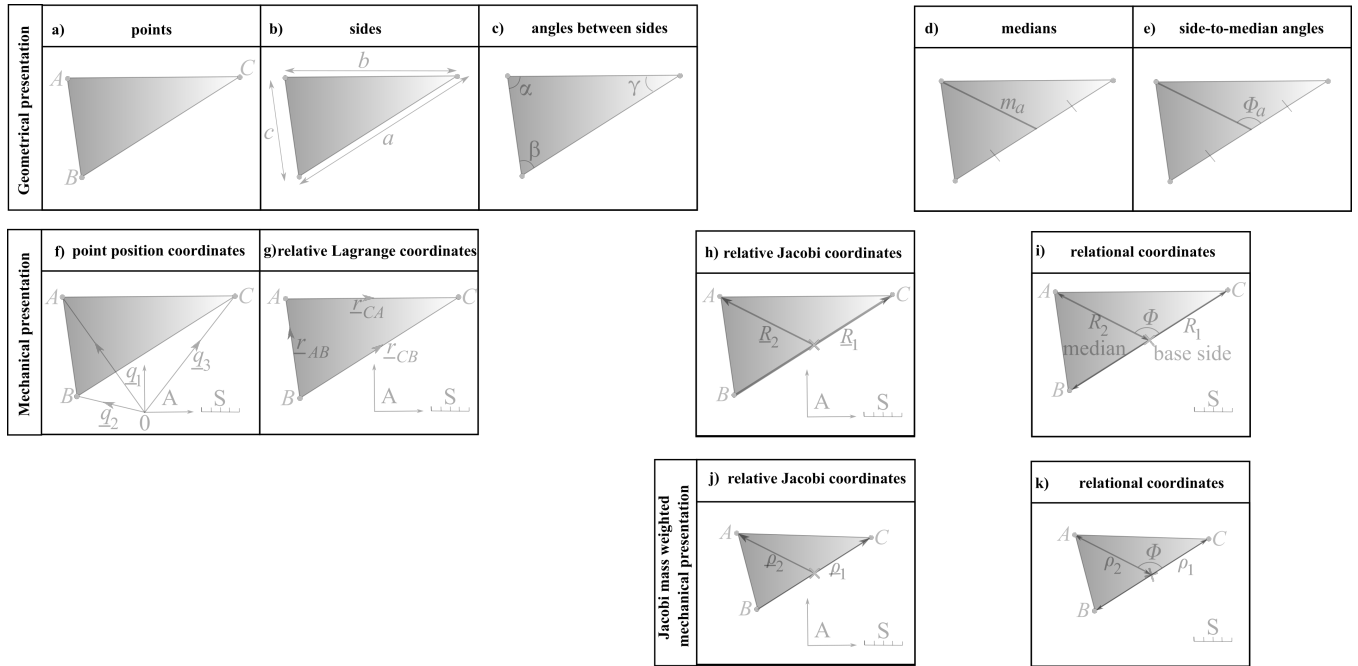 Geometrical presentation
a) points
A
C
B
b) sides
b
c
a
c) angles between sides
α
γ
β
d) medians
m_a
e) side-to-median angles
Φ_a
Mechanical presentation
f) point position coordinates
A
C
B
q_1
q_3
q_2
0
A
S
g)relative Lagrange coordinates
A
C
B
r_CA
r_AB
r_CB
A
S
h) relative Jacobi coordinates
A
C
B
R_2
R_1
A
S
i) relational coordinates
A
C
B
R_2
Φ
R_1
median
base side
S
Jacobi mass weighted
mechanical presentation
j) relative Jacobi coordinates
A
C
B
ρ_2
ρ_1
A
S
k) relational coordinates
A
C
B
ρ_2
Φ
ρ_1
S